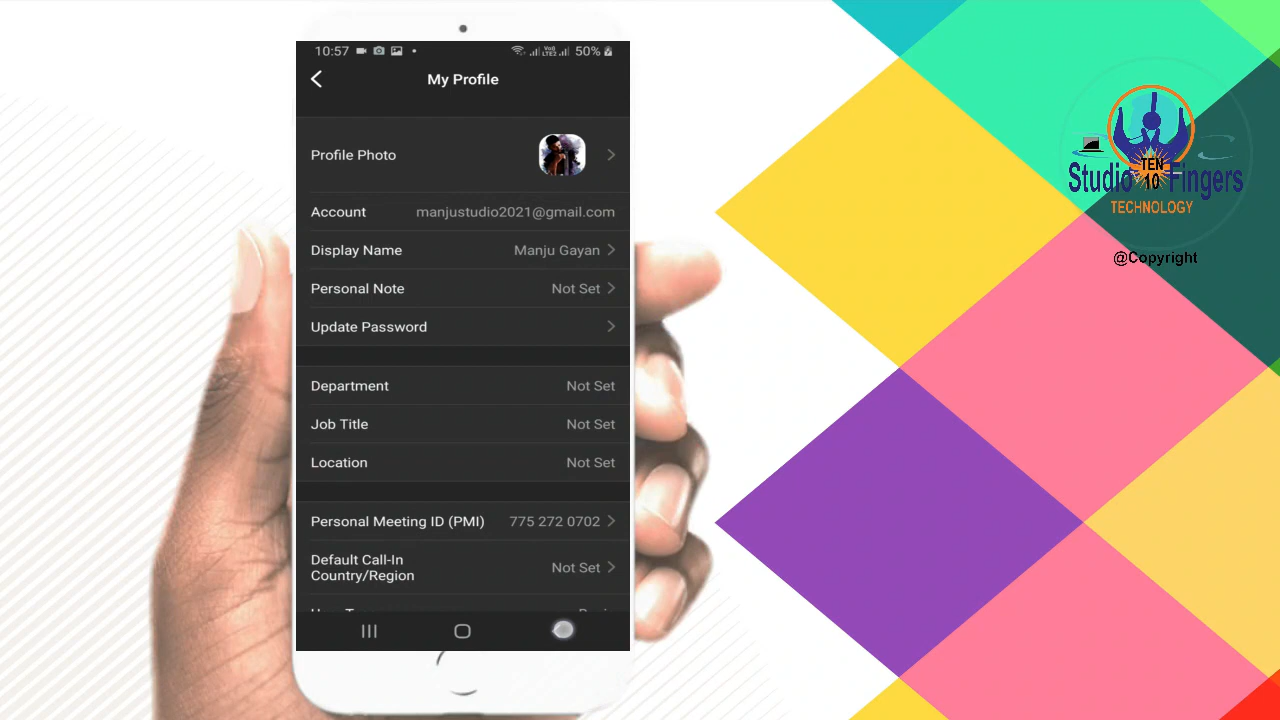 10:57
Vo5 LTE2 50%
My Profile
Profile Photo
Account manjustudio2021@gmail.com
Display Name Manju Gayan
Personal Note Not Set
Update Password
Department Not Set
Job Title Not Set
Location Not Set
Personal Meeting ID (PMI) 775 272 0702
Default Call-In
Country/Region Not Set
TEN
Studio 10 Fingers
TECHNOLOGY
@Copyright